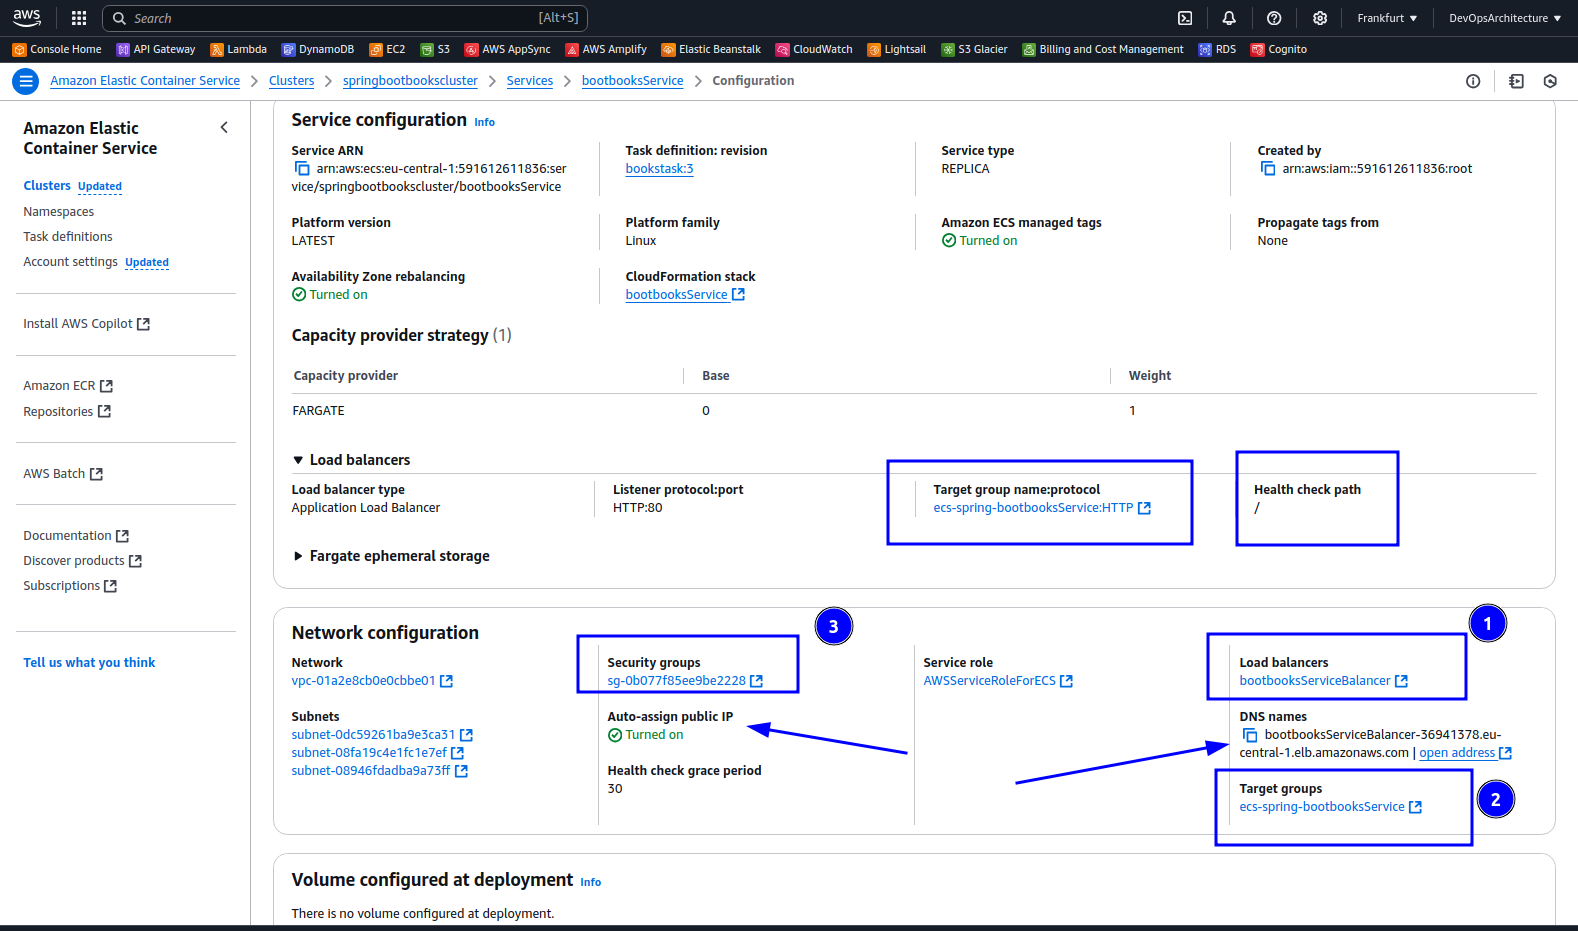 aws
Search
[Alt+S]
Frankfurt ▼
DevOpsArchitecture ▼
Console Home
API Gateway
Lambda
DynamoDB
EC2
S3
AWS AppSync
AWS Amplify
Elastic Beanstalk
CloudWatch
Lightsail
S3 Glacier
Billing and Cost Management
RDS
Cognito
Amazon Elastic Container Service > Clusters > springbootbookscluster > Services > bootbooksService > Configuration
Amazon Elastic
Container Service
Clusters Updated
Namespaces
Task definitions
Account settings Updated
Install AWS Copilot
Amazon ECR
Repositories
AWS Batch
Documentation
Discover products
Subscriptions
Tell us what you think
Service configuration Info
Service ARN
arn:aws:ecs:eu-central-1:591612611836:ser
vice/springbootbookscluster/bootbooksService
Task definition: revision
bookstask:3
Service type
REPLICA
Created by
arn:aws:iam::591612611836:root
Platform version
LATEST
Platform family
Linux
Amazon ECS managed tags
Turned on
Propagate tags from
None
Availability Zone rebalancing
Turned on
CloudFormation stack
bootbooksService
Capacity provider strategy (1)
Capacity provider
Base
Weight
FARGATE
0
1
Load balancers
Load balancer type
Application Load Balancer
Listener protocol:port
HTTP:80
Target group name:protocol
ecs-spring-bootbooksService:HTTP
Health check path
/
Fargate ephemeral storage
Network configuration
3
1
Network
vpc-01a2e8cb0e0cbbe01
Subnets
subnet-0dc59261ba9e3ca31
subnet-08fa19c4e1fc1e7ef
subnet-08946fdadba9a73ff
Security groups
sg-0b077f85ee9be2228
Auto-assign public IP
Turned on
Health check grace period
30
Service role
AWSServiceRoleForECS
Load balancers
bootbooksServiceBalancer
DNS names
bootbooksServiceBalancer-36941378.eu-
central-1.elb.amazonaws.com | open address
Target groups
ecs-spring-bootbooksService
2
Volume configured at deployment Info
There is no volume configured at deployment.